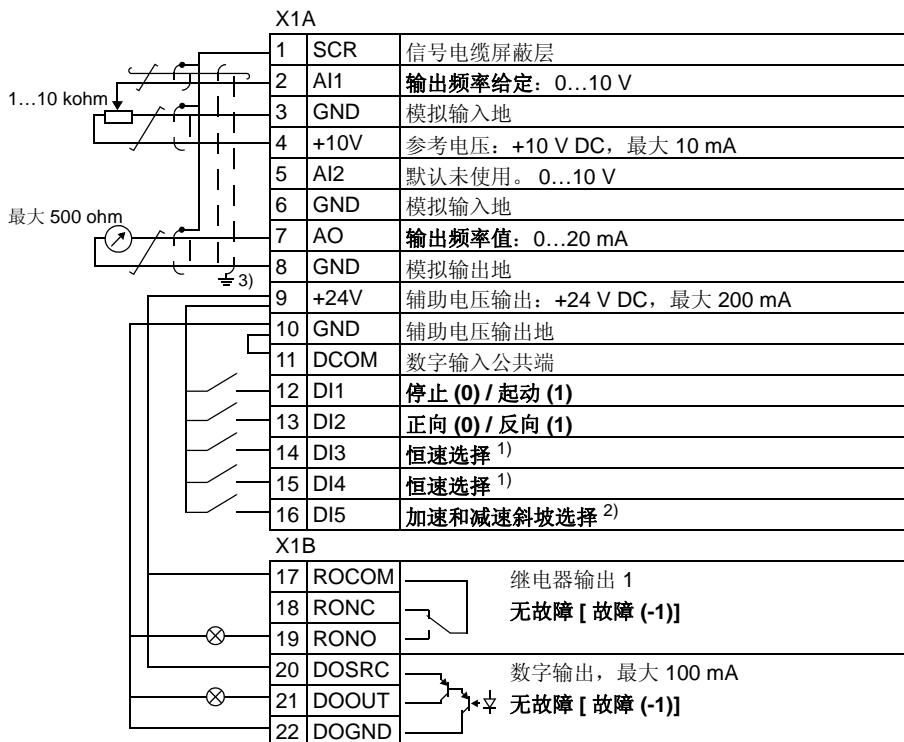 X1A
1 SCR 信号电缆屏蔽层
2 AI1 输出频率给定：0…10 V
1…10 kohm
3 GND 模拟输入地
4 +10V 参考电压：+10 V DC，最大 10 mA
5 AI2 默认未使用。 0…10 V
6 GND 模拟输入地
最大 500 ohm
7 AO 输出频率值：0…20 mA
8 GND 模拟输出地
3)
9 +24V 辅助电压输出：+24 V DC，最大 200 mA
10 GND 辅助电压输出地
11 DCOM 数字输入公共端
12 DI1 停止 (0) / 起动 (1)
13 DI2 正向 (0) / 反向 (1)
14 DI3 恒速选择 1)
15 DI4 恒速选择 1)
16 DI5 加速和减速斜坡选择 2)
X1B
17 ROCOM 继电器输出 1
18 RONC 无故障 [ 故障 (-1)]
19 RONO
20 DOSRC 数字输出，最大 100 mA
21 DOOUT 无故障 [ 故障 (-1)]
22 DOGND